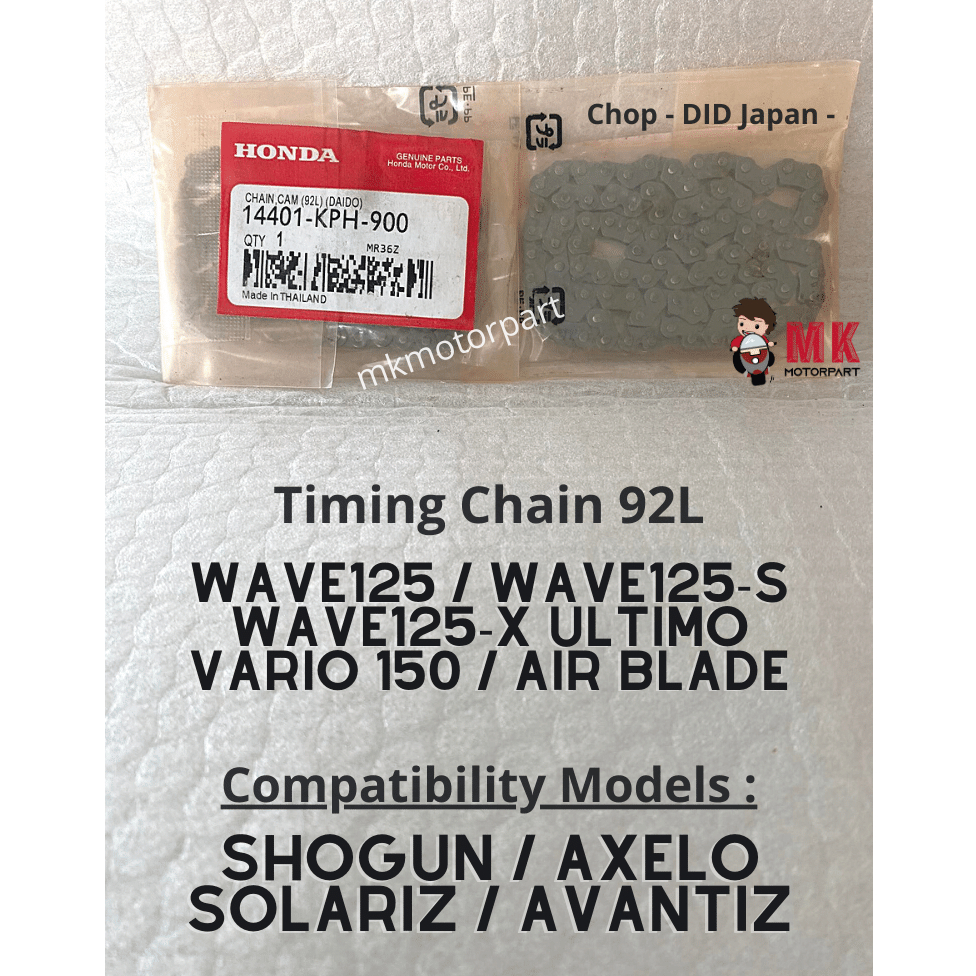 Chop - DID Japan -
HONDA
GENUINE PARTS
Honda Motor Co., Ltd.
CHAIN,CAM (92L) (DAIDO)
14401-KPH-900
QTY 1
MR36Z
Made in THAILAND
mkmotorpart
MK
MOTORPART
Timing Chain 92L
WAVE125 / WAVE125-S
WAVE125-X ULTIMO
VARIO 150 / AIR BLADE
Compatibility Models :
SHOGUN / AXELO
SOLARIZ / AVANTIZ